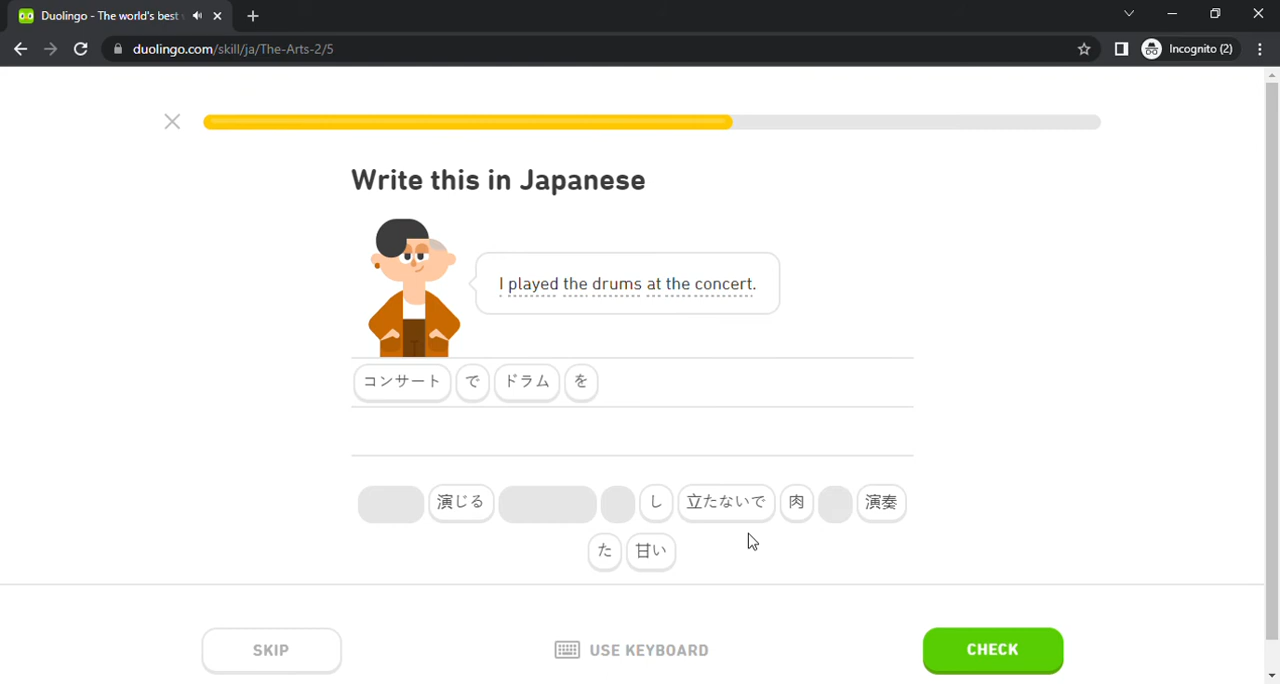 Duolingo - The world's best
duolingo.com/skill/ja/The-Arts-2/5
Incognito (2)
Write this in Japanese
I played the drums at the concert.
コンサート で ドラム を
演じる し 立たないで 肉 演奏
た 甘い
SKIP
USE KEYBOARD
CHECK